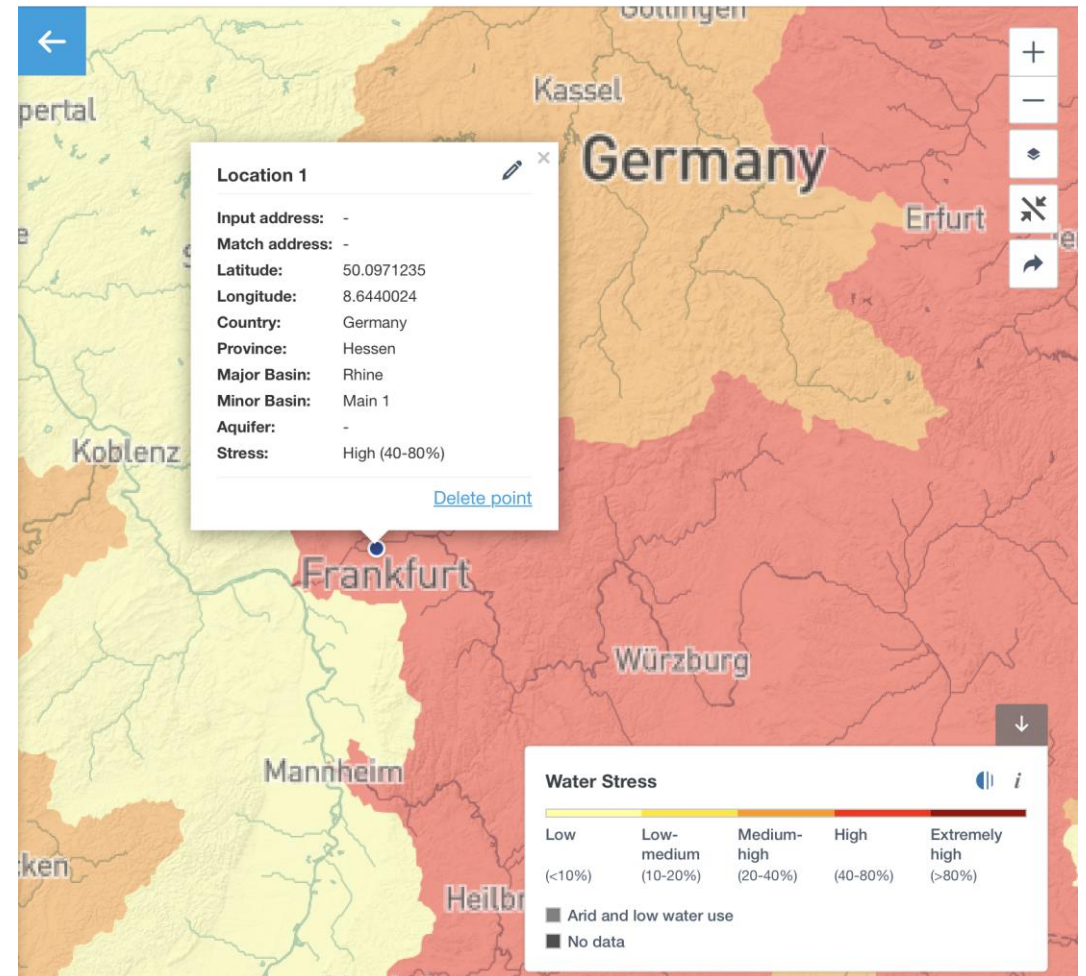 Kassel
pertal
Germany
Location 1
Erfurt
Input address: -
Match address: -
Latitude: 50.0971235
Longitude: 8.6440024
Country: Germany
Province: Hessen
Major Basin: Rhine
Minor Basin: Main 1
Aquifer: -
Stress: High (40-80%)
Koblenz
Delete point
Frankfurt
Würzburg
Mannheim
Water Stress
i
Low Low-medium Medium-high High Extremely high
(<10%) (10-20%) (20-40%) (40-80%) (>80%)
cken
Heilbr
Arid and low water use
No data